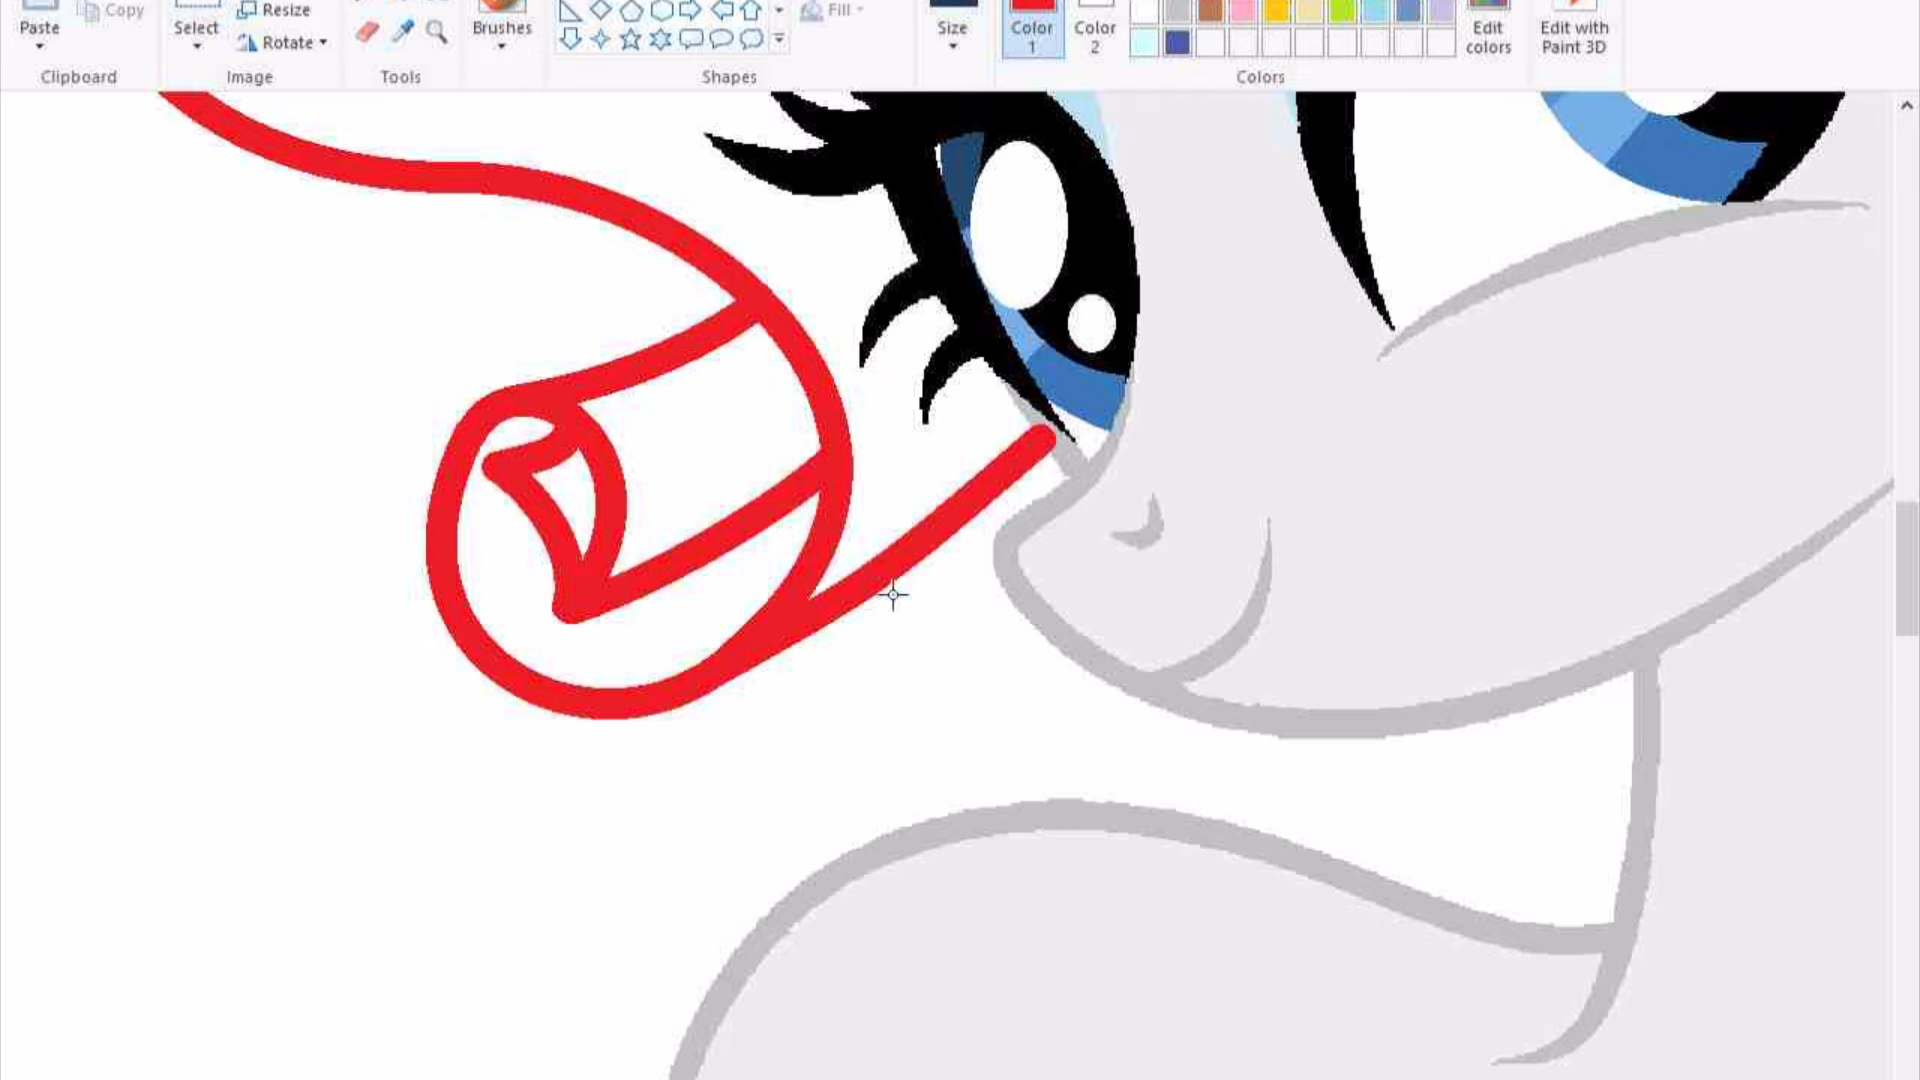 Resize
Copy
Fill
Paste
Select
Rotate
Brushes
Size
Color 1
Color 2
Edit colors
Edit with Paint 3D
Clipboard
Image
Tools
Shapes
Colors